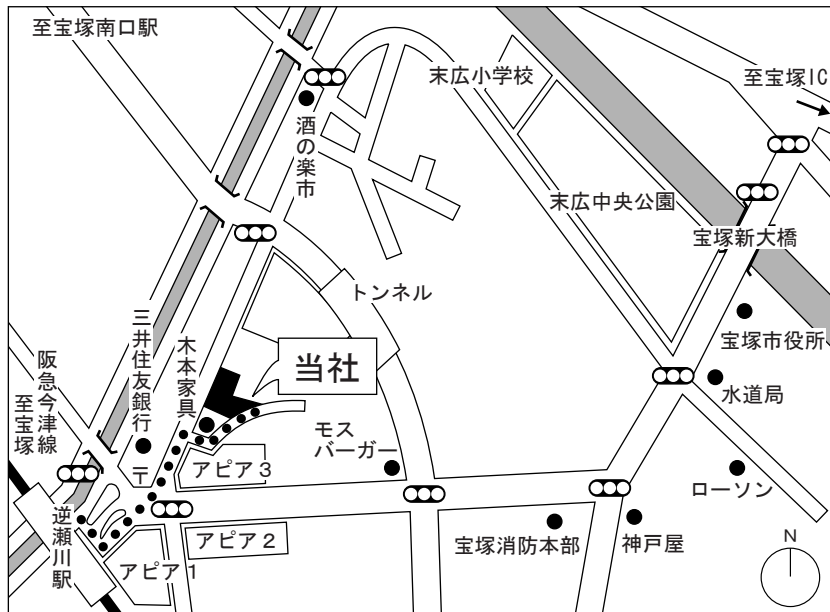 至宝塚南口駅
末広小学校
至宝塚IC
酒の楽市
末広中央公園
宝塚新大橋
トンネル
三井住友銀行
木本家具
当社
宝塚市役所
阪急今津線
至宝塚
水道局
モス
バーガー
〒
アピア3
ローソン
逆瀬川駅
アピア2
宝塚消防本部
神戸屋
アピア1
N